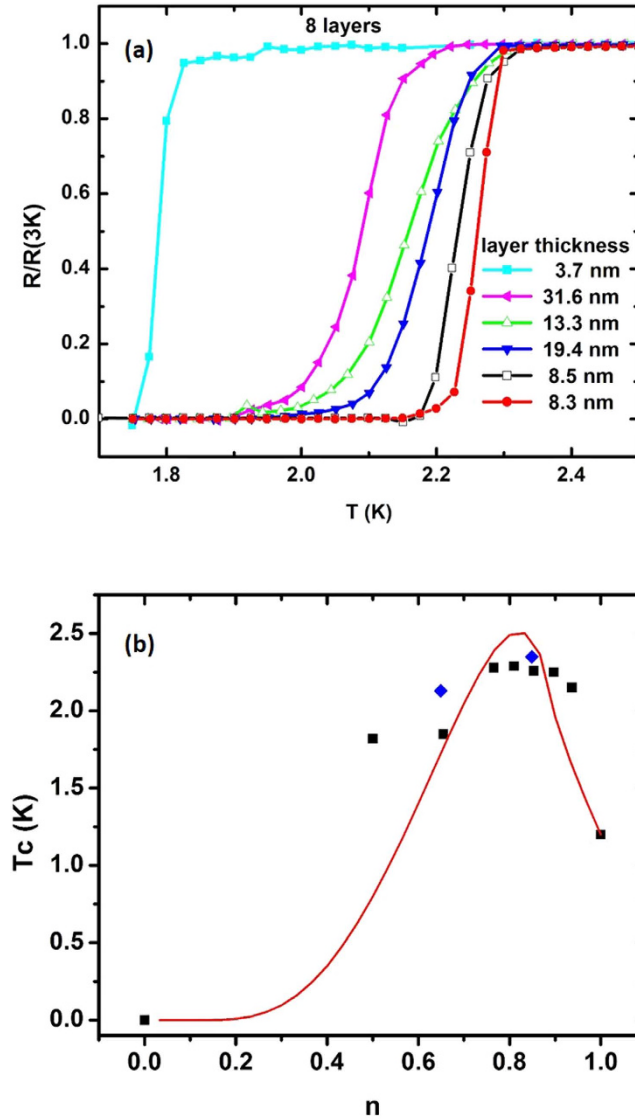 8 layers
(a)
1.0
0.8
0.6
0.4
0.2
0.0
R/R(3K)
layer thickness
3.7 nm
31.6 nm
13.3 nm
19.4 nm
8.5 nm
8.3 nm
1.8 2.0 2.2 2.4
T (K)
(b)
2.5
2.0
1.5
1.0
0.5
0.0
Tc (K)
0.0 0.2 0.4 0.6 0.8 1.0
n